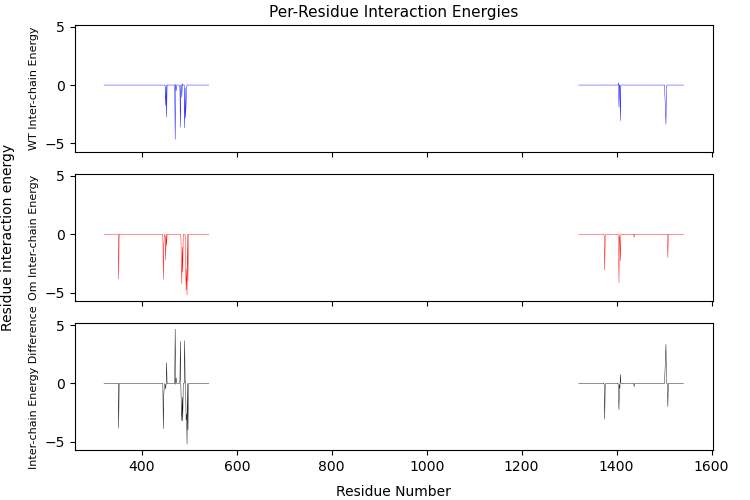 Per-Residue Interaction Energies
Residue interaction energy
WT Inter-chain Energy
5
0
−5
Om Inter-chain Energy
5
0
−5
Inter-chain Energy Difference
5
0
−5
400 600 800 1000 1200 1400 1600
Residue Number